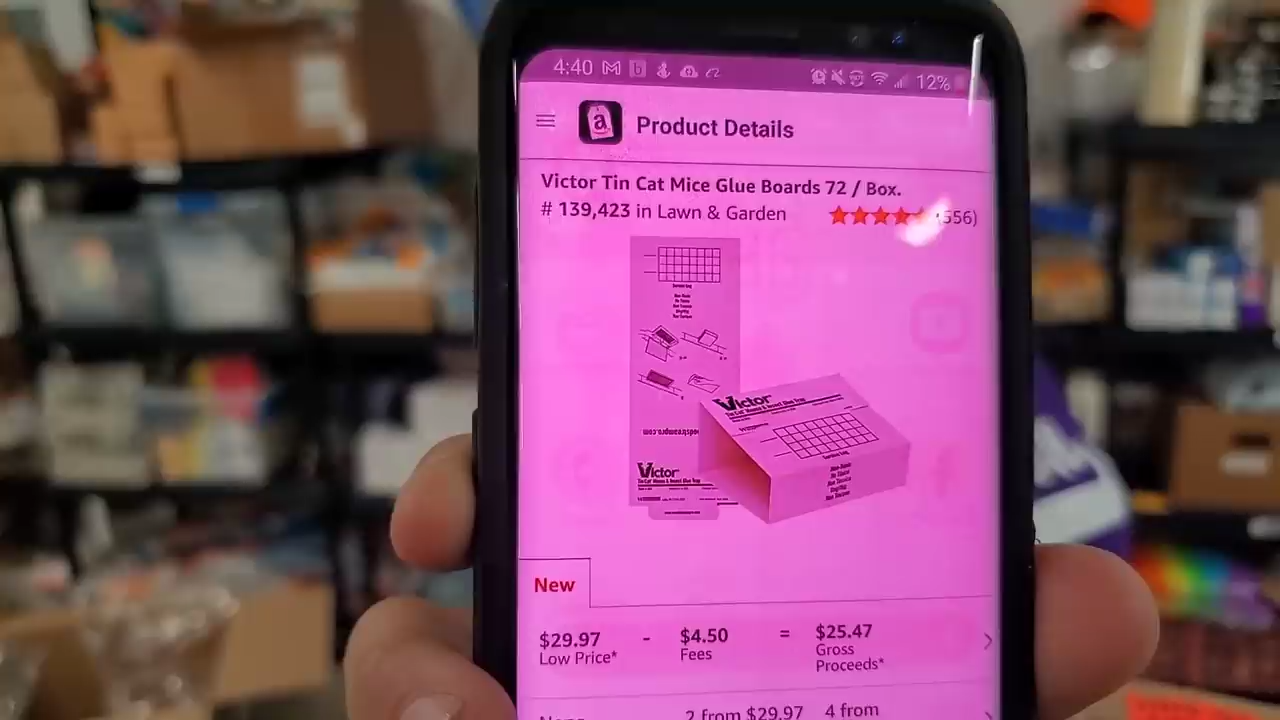 4:40
12%
Product Details
Victor Tin Cat Mice Glue Boards 72 / Box.
# 139,423 in Lawn & Garden
556)
Victor
Victor
New
$29.97 - $4.50 = $25.47
Low Price* Fees Gross
Proceeds*
2 from $29.97 4 from